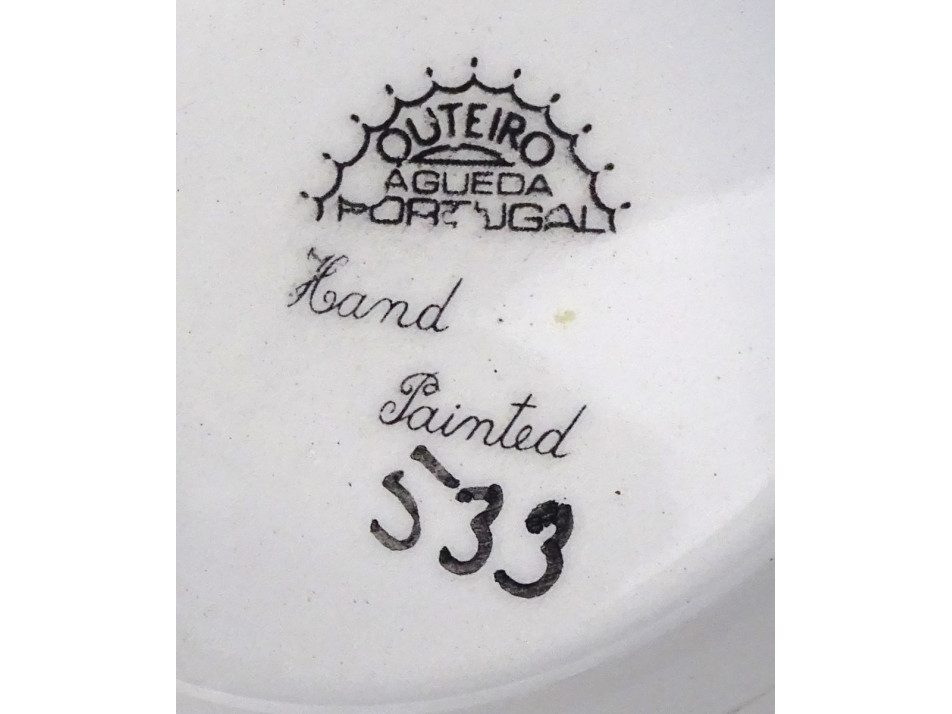 OUTEIRO
ÁGUEDA
PORTUGAL
Hand
Painted
533